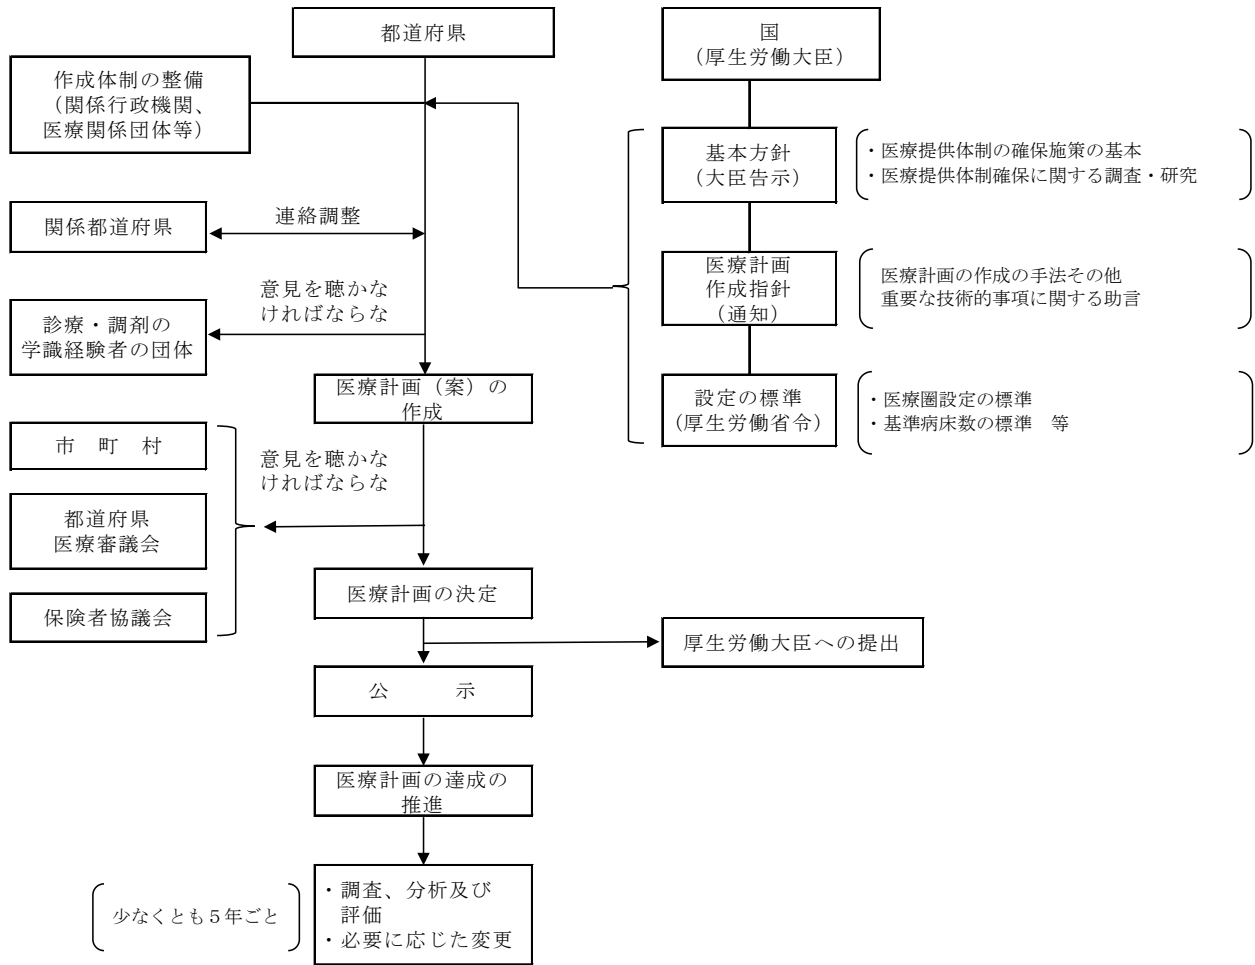 都道府県
国
（厚生労働大臣）
作成体制の整備
（関係行政機関、
医療関係団体等）
基本方針
（大臣告示）
・医療提供体制の確保施策の基本
・医療提供体制確保に関する調査・研究
関係都道府県
連絡調整
医療計画
作成指針
（通知）
医療計画の作成の手法その他
重要な技術的事項に関する助言
意見を聴かな
ければならな
診療・調剤の
学識経験者の団体
医療計画（案）の
作成
設定の標準
（厚生労働省令）
・医療圏設定の標準
・基準病床数の標準　等
市　町　村
意見を聴かな
ければならな
都道府県
医療審議会
保険者協議会
医療計画の決定
厚生労働大臣への提出
公　　　示
医療計画の達成の
推進
少なくとも５年ごと
・調査、分析及び
評価
・必要に応じた変更